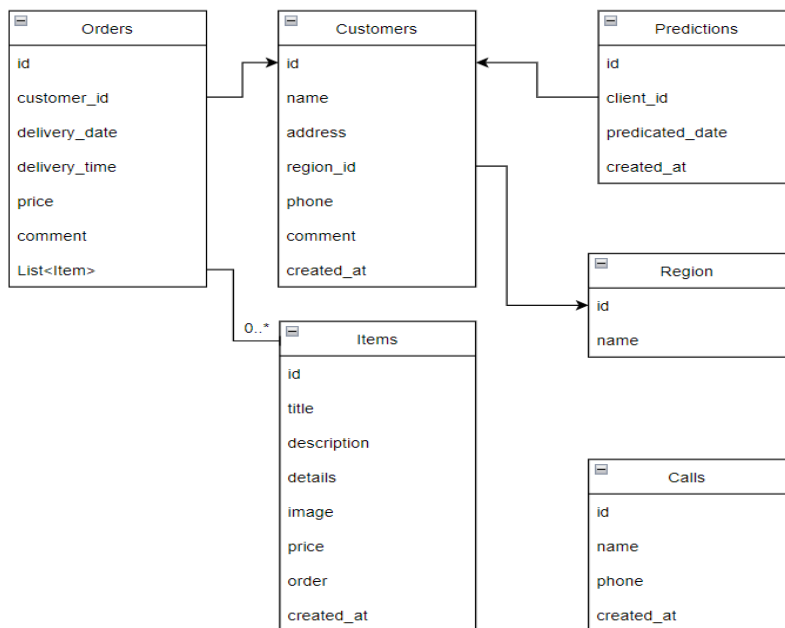 Orders
id
customer_id
delivery_date
delivery_time
price
comment
List<Item>
Customers
id
name
address
region_id
phone
comment
created_at
Predictions
id
client_id
predicated_date
created_at
Region
id
name
0..*
Items
id
title
description
details
image
price
order
created_at
Calls
id
name
phone
created_at